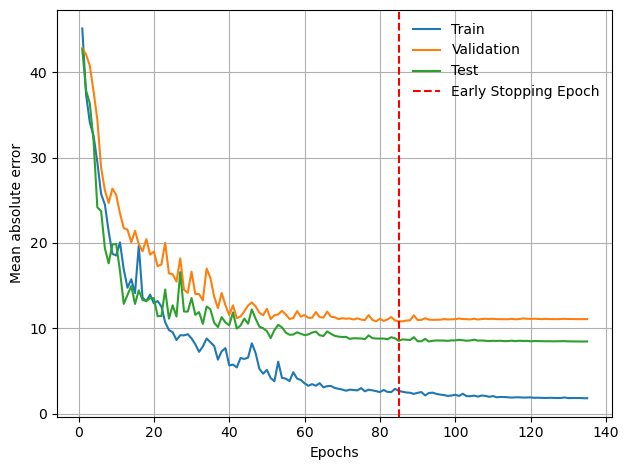 Train
Validation
Test
Early Stopping Epoch
Mean absolute error
40
30
20
10
0
0 20 40 60 80 100 120 140
Epochs